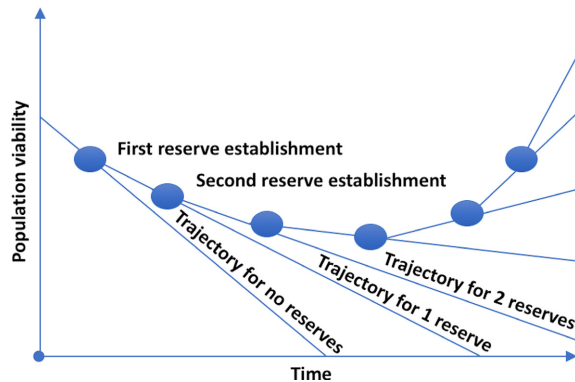 Population viability
First reserve establishment
Second reserve establishment
Trajectory for no reserves
Trajectory for 1 reserve
Trajectory for 2 reserves
Time